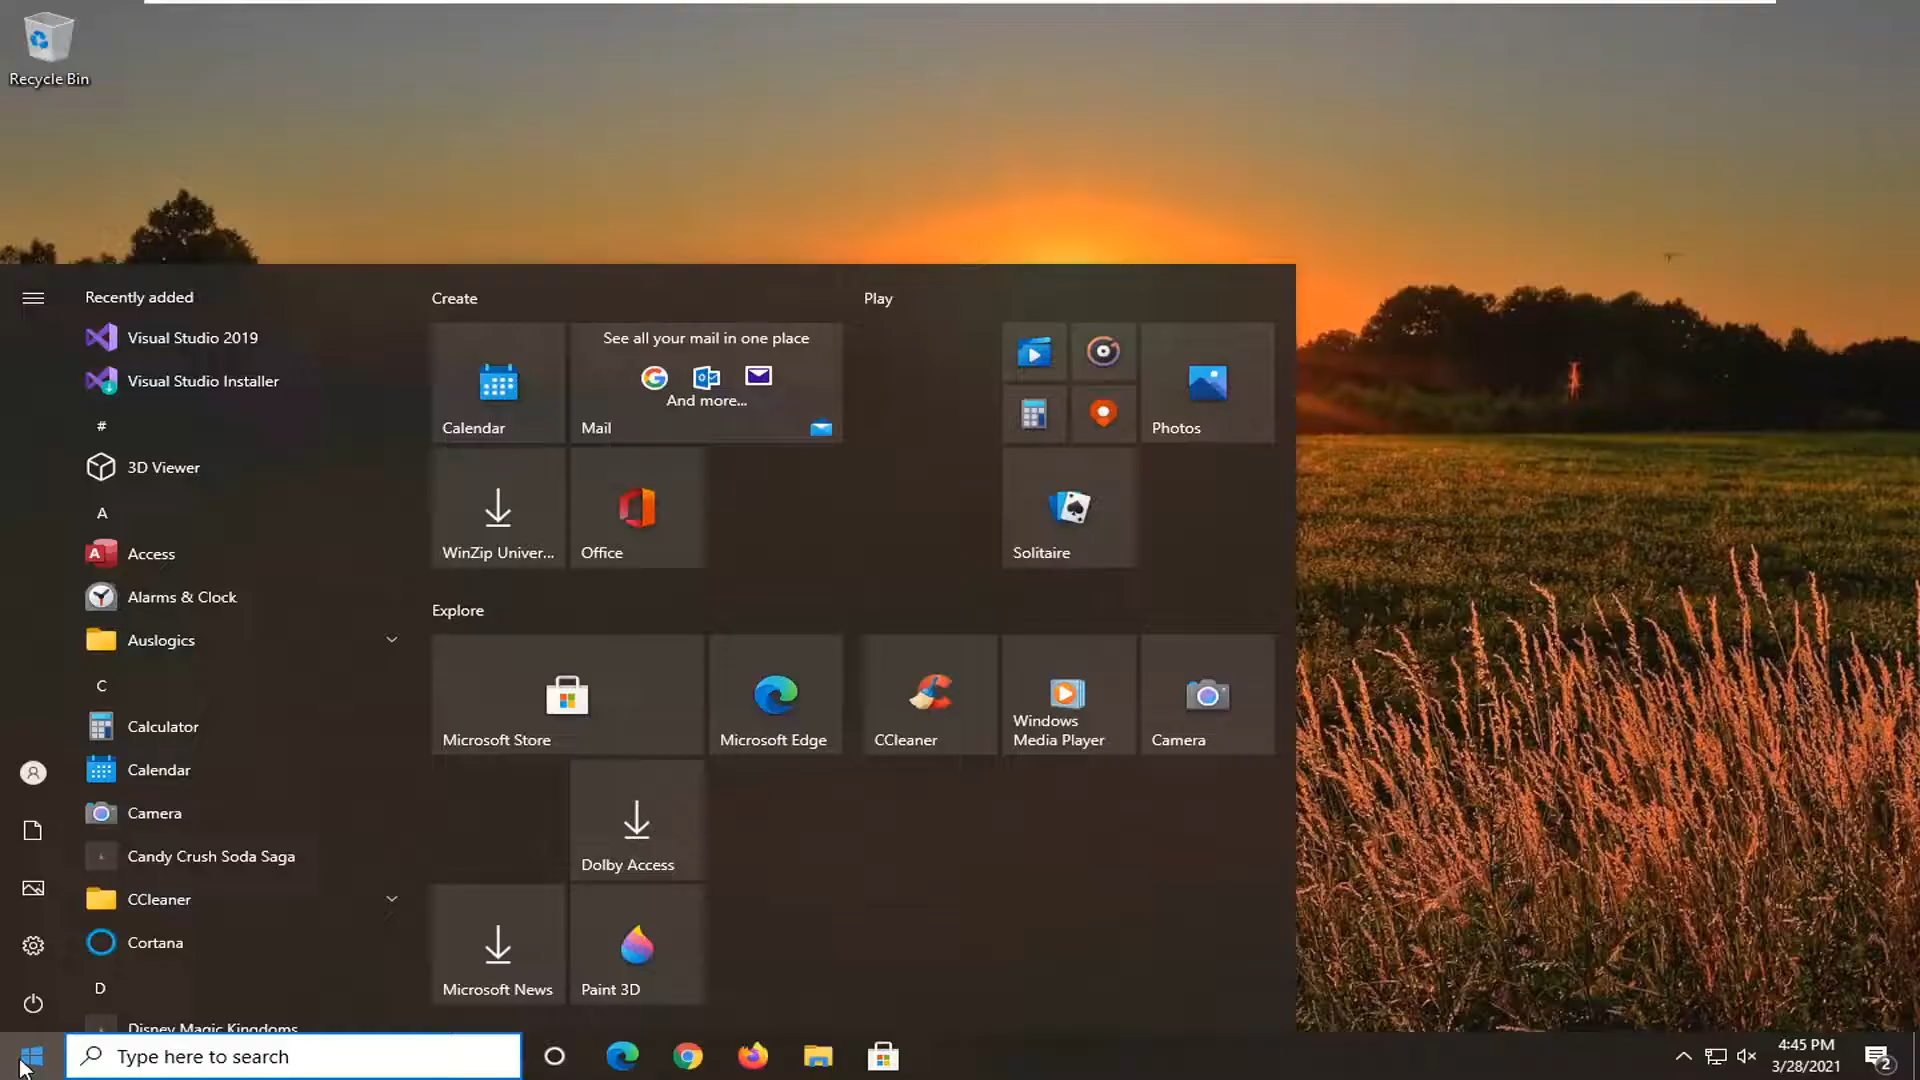 Recycle Bin
Recently added
Visual Studio 2019
Visual Studio Installer
#
3D Viewer
A
Access
Alarms & Clock
Auslogics
C
Calculator
Calendar
Camera
Candy Crush Soda Saga
CCleaner
Cortana
D
Disney Magic Kingdoms
Create
See all your mail in one place
And more...
Calendar
Mail
WinZip Univer...
Office
Play
Photos
Solitaire
Explore
Microsoft Store
Microsoft Edge
CCleaner
Windows
Media Player
Camera
Dolby Access
Microsoft News
Paint 3D
Type here to search
4:45 PM
3/28/2021
2